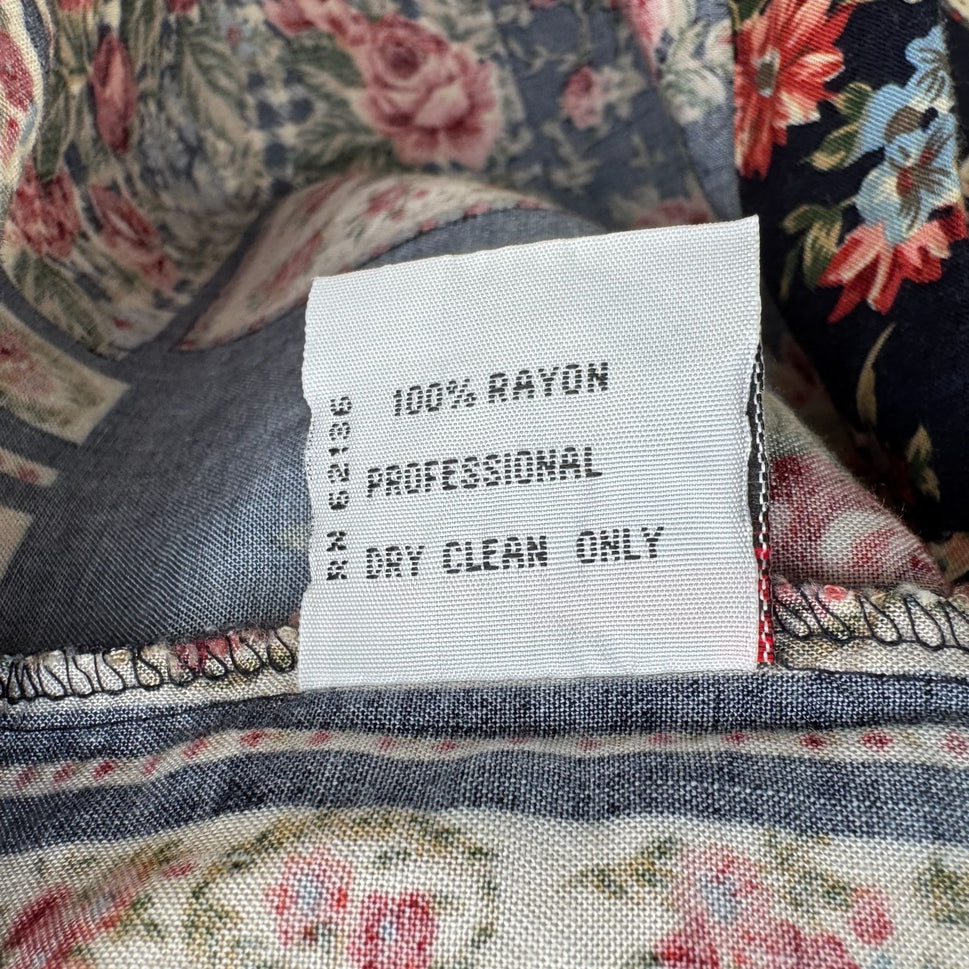 100% RAYON
PROFESSIONAL
DRY CLEAN ONLY
RN 62136